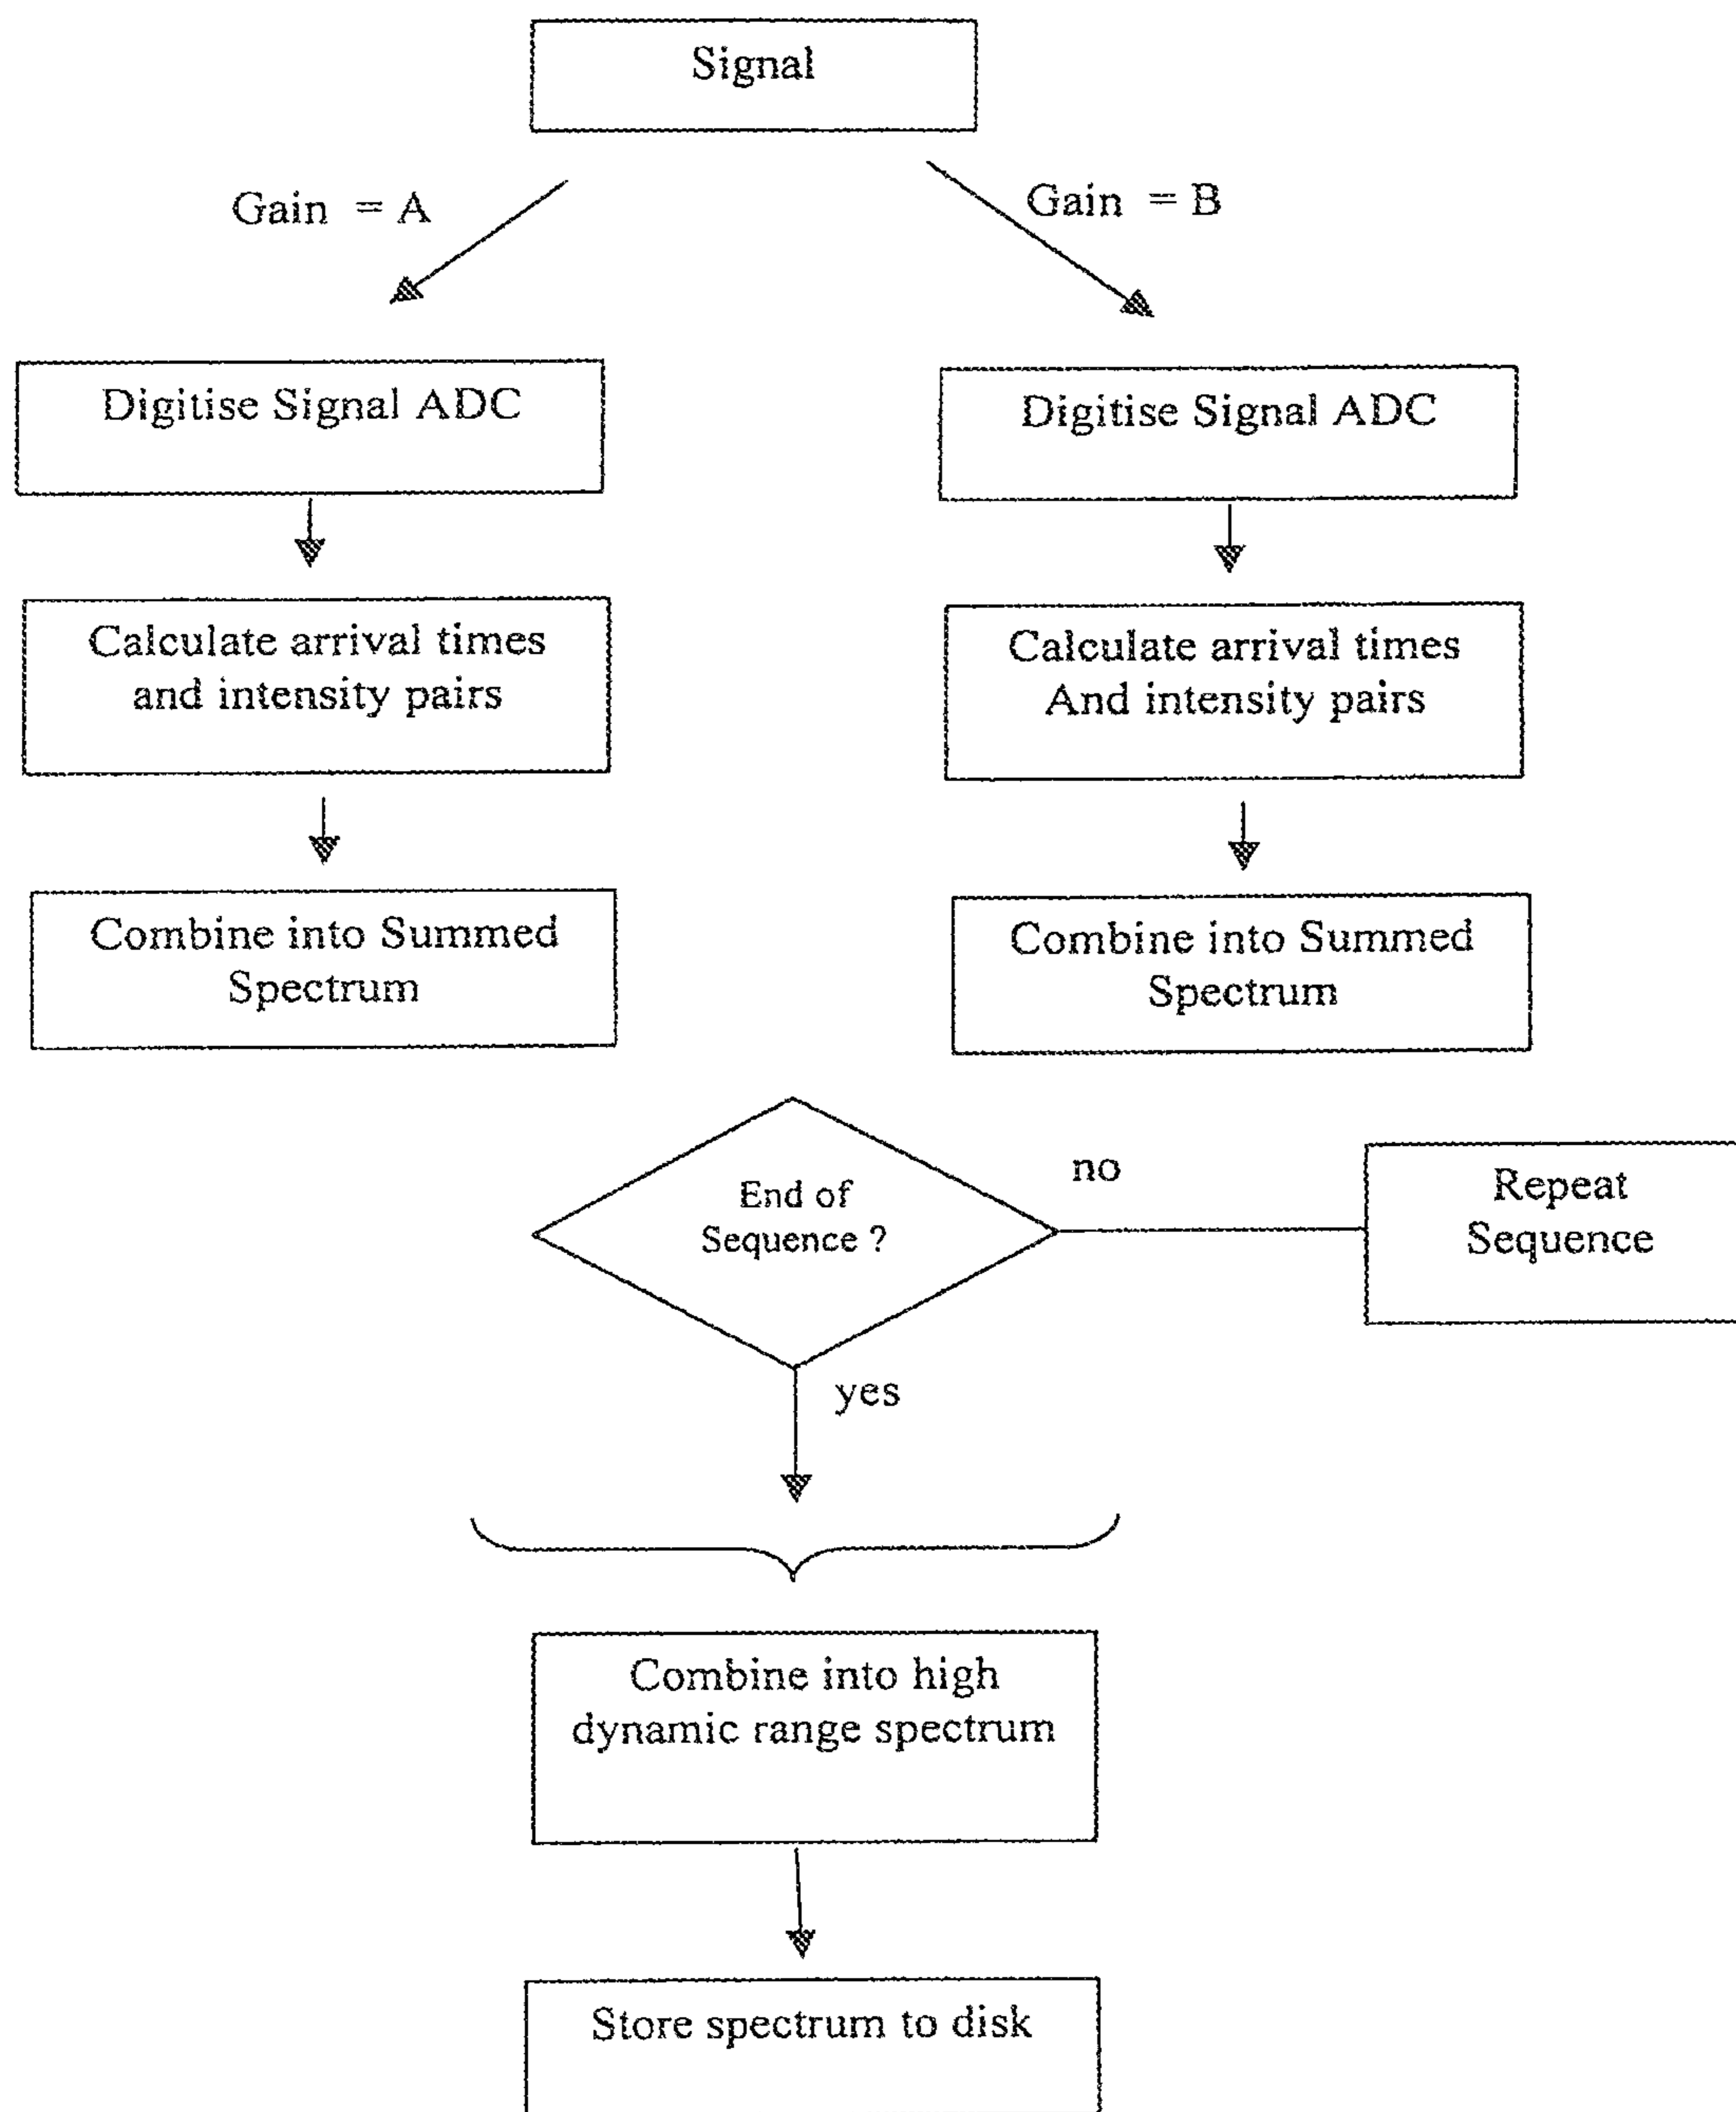 Signal
Gain = A
Gain = B
Digitise Signal ADC
Digitise Signal ADC
Calculate arrival times
and intensity pairs
Calculate arrival times
And intensity pairs
Combine into Summed
Spectrum
Combine into Summed
Spectrum
End of
Sequence ?
no
Repeat
Sequence
yes
Combine into high
dynamic range spectrum
Store spectrum to disk